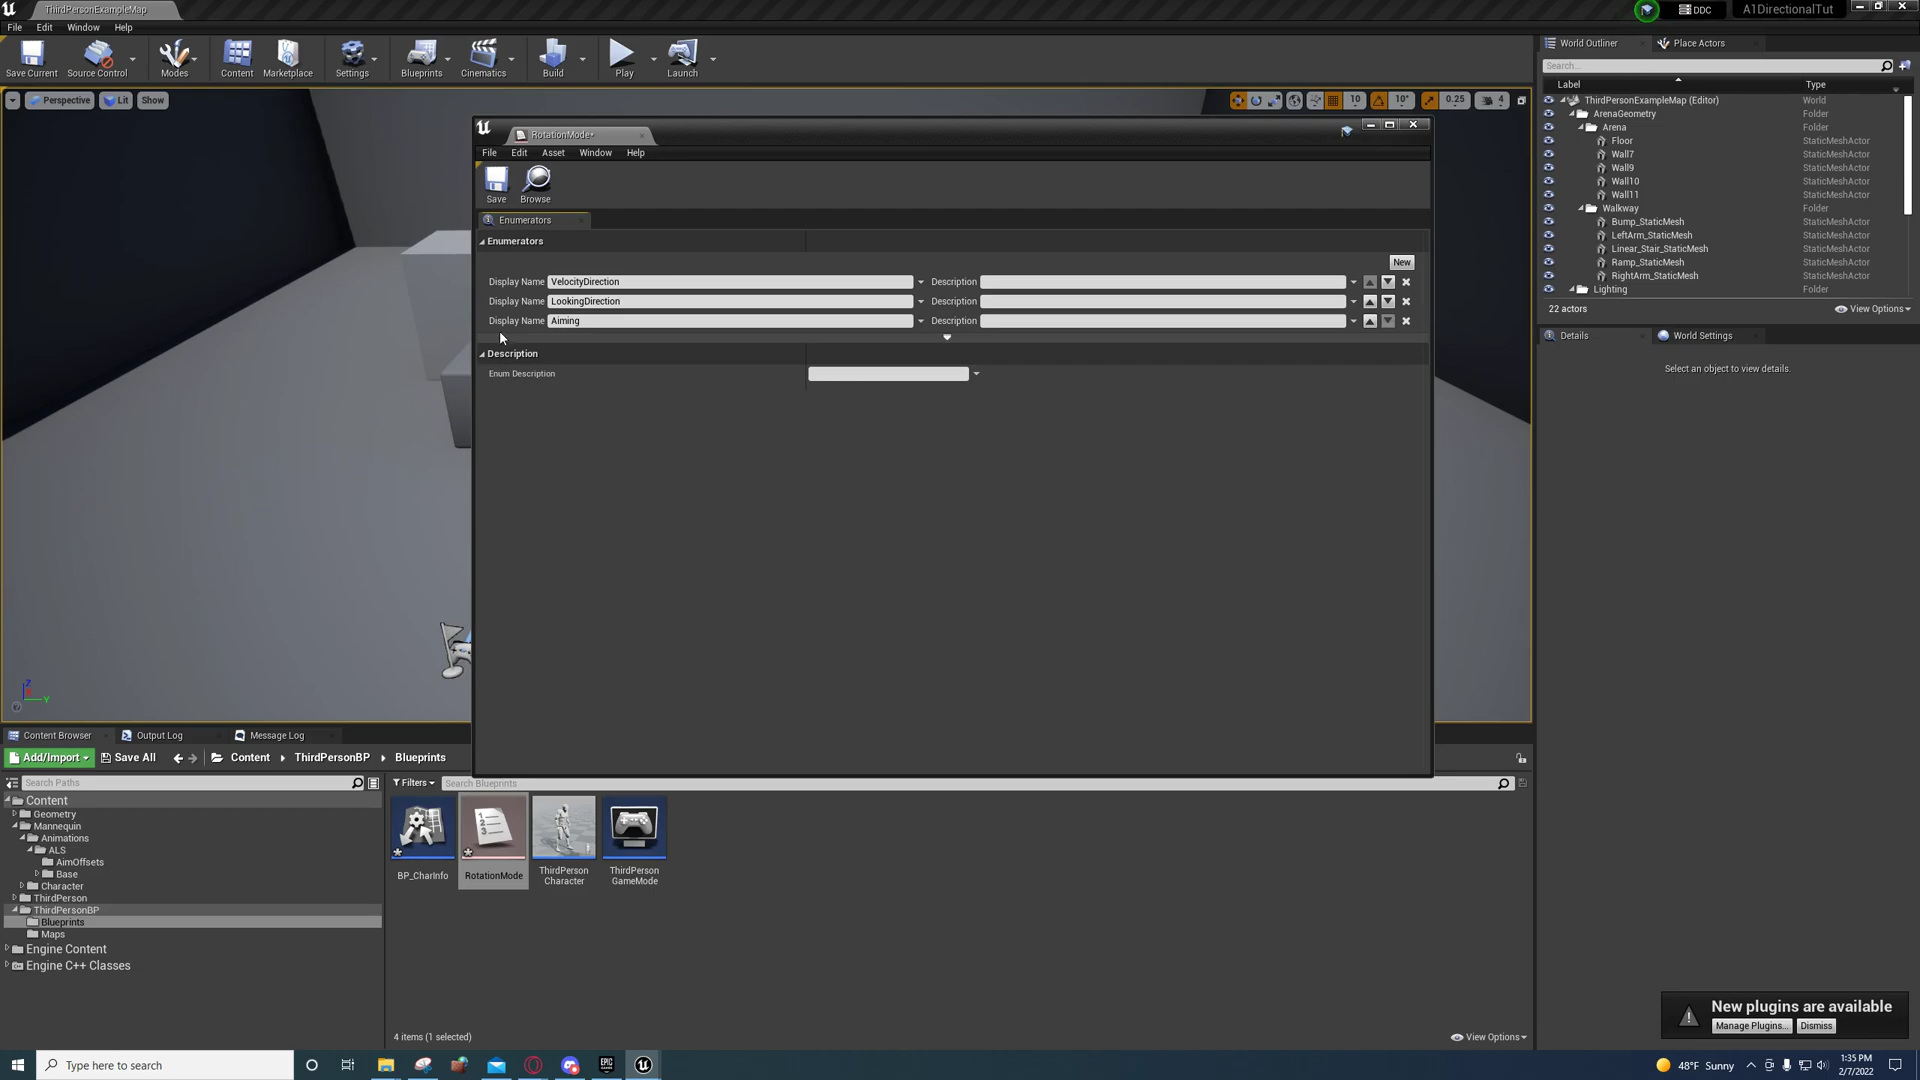 ThirdPersonExampleMap
DDC
A1DirectionalTut
File Edit Window Help
Save Current
Source Control
Modes
Content
Marketplace
Settings
Blueprints
Cinematics
Build
Play
Launch
Perspective
Lit
Show
10
10°
0.25
4
World Outliner
Place Actors
Search...
Label
Type
ThirdPersonExampleMap (Editor) World
ArenaGeometry Folder
Arena Folder
Floor StaticMeshActor
Wall7 StaticMeshActor
Wall9 StaticMeshActor
Wall10 StaticMeshActor
Wall11 StaticMeshActor
Walkway Folder
Bump_StaticMesh StaticMeshActor
LeftArm_StaticMesh StaticMeshActor
Linear_Stair_StaticMesh StaticMeshActor
Ramp_StaticMesh StaticMeshActor
RightArm_StaticMesh StaticMeshActor
Lighting Folder
22 actors
View Options
Details
World Settings
Select an object to view details.
RotationMode*
File Edit Asset Window Help
Save
Browse
Enumerators
Enumerators
New
Display Name VelocityDirection Description
Display Name LookingDirection Description
Display Name Aiming Description
Description
Enum Description
Z
Y
Content Browser
Output Log
Message Log
Add/Import
Save All
Content
ThirdPersonBP
Blueprints
Search Paths
Filters
Search Blueprints
Content
Geometry
Mannequin
Animations
ALS
AimOffsets
Base
Character
ThirdPerson
ThirdPersonBP
Blueprints
Maps
Engine Content
Engine C++ Classes
BP_CharInfo
RotationMode
ThirdPerson
Character
ThirdPerson
GameMode
4 items (1 selected)
View Options
New plugins are available
Manage Plugins...
Dismiss
Type here to search
EPIC
GAMES
48°F Sunny
1:35 PM
2/7/2022